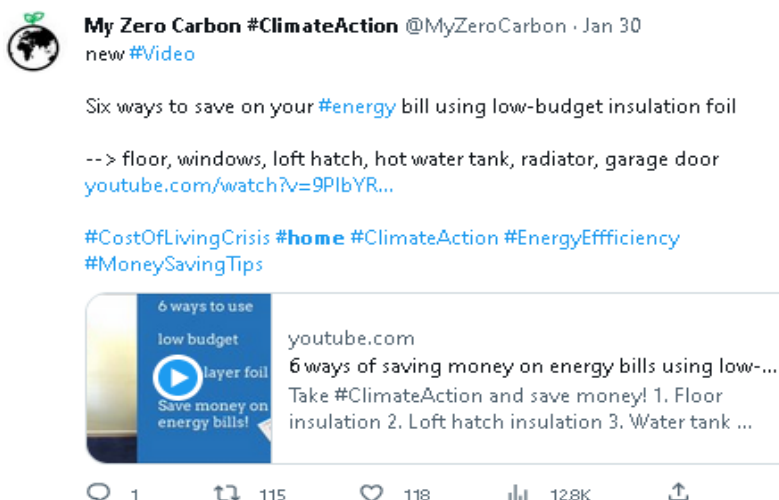 My Zero Carbon #ClimateAction @MyZeroCarbon · Jan 30
new #Video
Six ways to save on your #energy bill using low-budget insulation foil
--> floor, windows, loft hatch, hot water tank, radiator, garage door
youtube.com/watch?v=9PlbYR...
#CostOfLivingCrisis #home #ClimateAction #EnergyEffficiency
#MoneySavingTips
6 ways to use
low budget
layer foil
Save money on
energy bills!
youtube.com
6 ways of saving money on energy bills using low-...
Take #ClimateAction and save money! 1. Floor
insulation 2. Loft hatch insulation 3. Water tank ...
1 115 118 128K